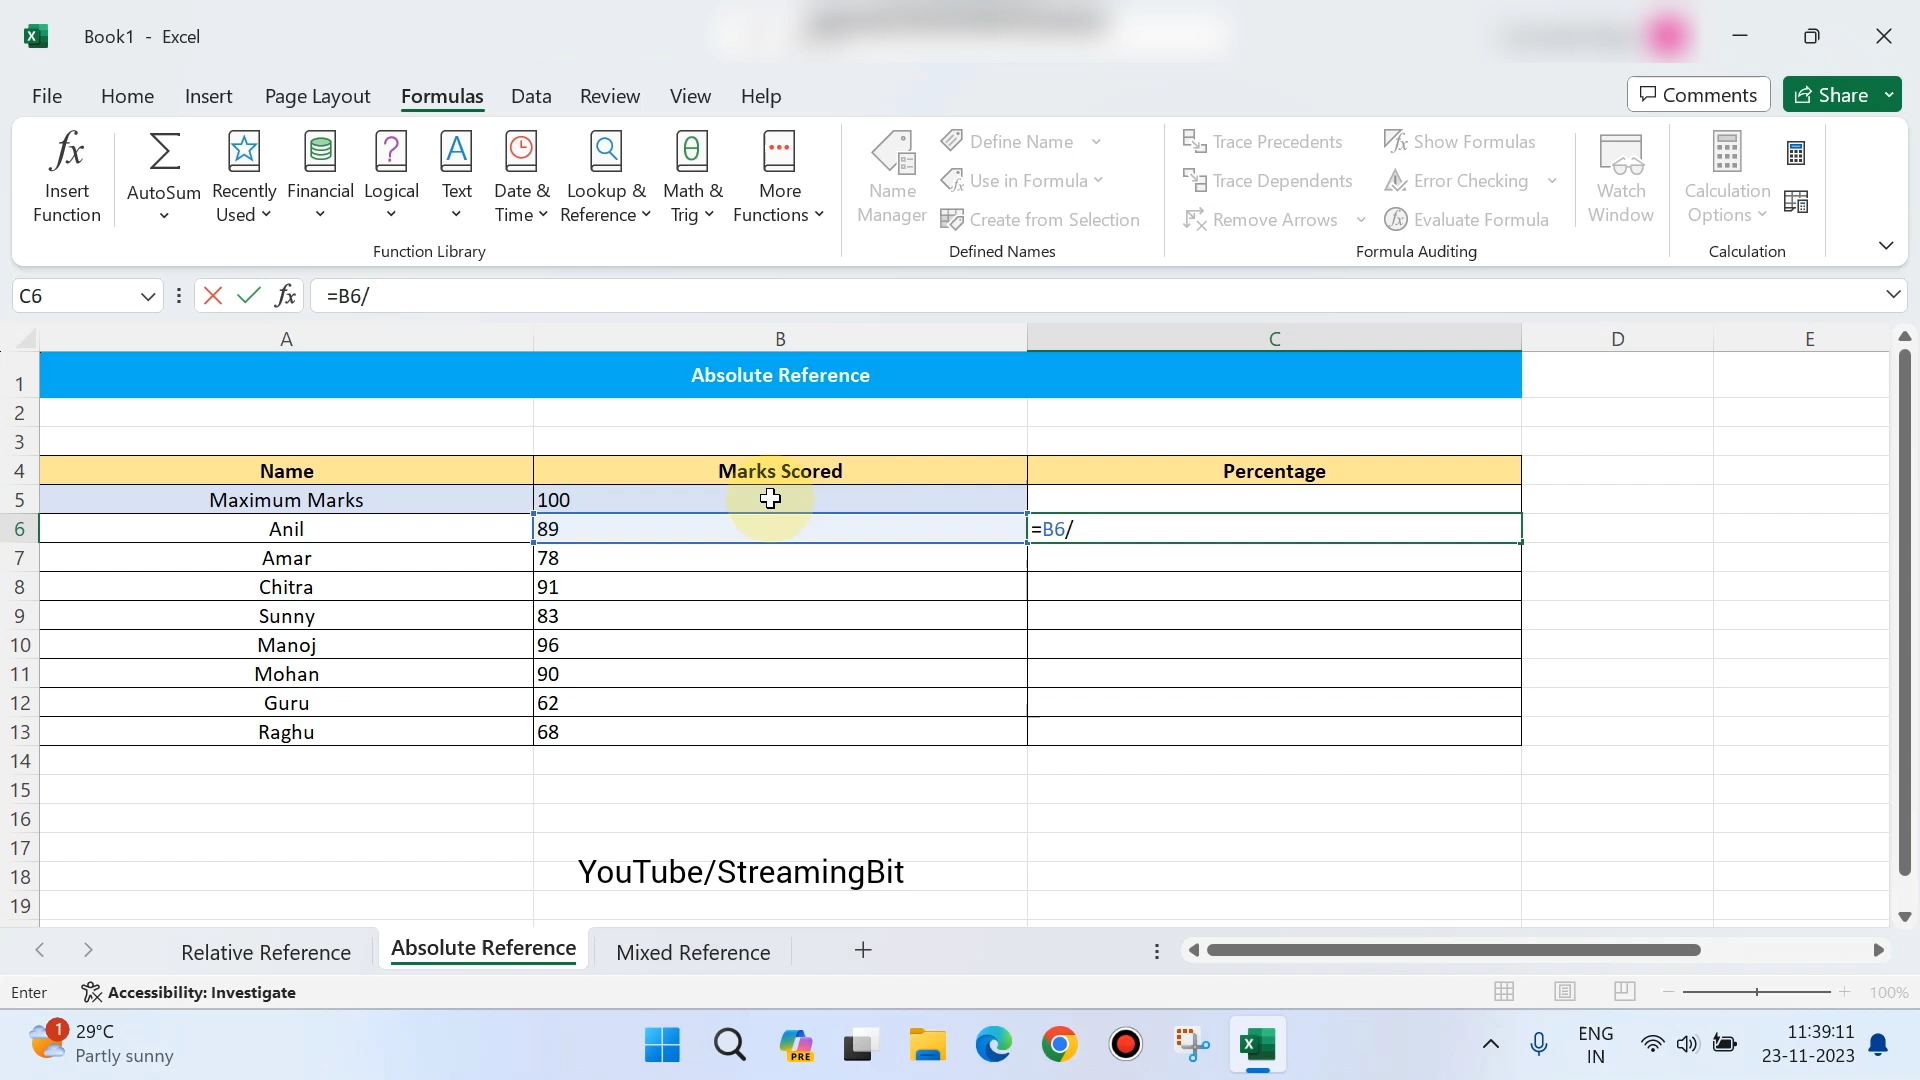 Book1 - Excel
File Home Insert Page Layout Formulas Data Review View Help
Comments Share
Insert Function
AutoSum
Recently Used
Financial
Logical
Text
Date & Time
Lookup & Reference
Math & Trig
More Functions
Function Library
Name Manager
Define Name
Use in Formula
Create from Selection
Defined Names
Trace Precedents
Trace Dependents
Remove Arrows
Show Formulas
Error Checking
Evaluate Formula
Formula Auditing
Watch Window
Calculation Options
Calculation
C6 fx =B6/
A B C D E
1 Absolute Reference
2
3
4 Name Marks Scored Percentage
5 Maximum Marks 100
6 Anil 89 =B6/
7 Amar 78
8 Chitra 91
9 Sunny 83
10 Manoj 96
11 Mohan 90
12 Guru 62
13 Raghu 68
14
15
16
17
18
YouTube/StreamingBit
19
Relative Reference Absolute Reference Mixed Reference
Enter Accessibility: Investigate 100%
1 29°C
Partly sunny
PRE
ENG
IN
11:39:11
23-11-2023